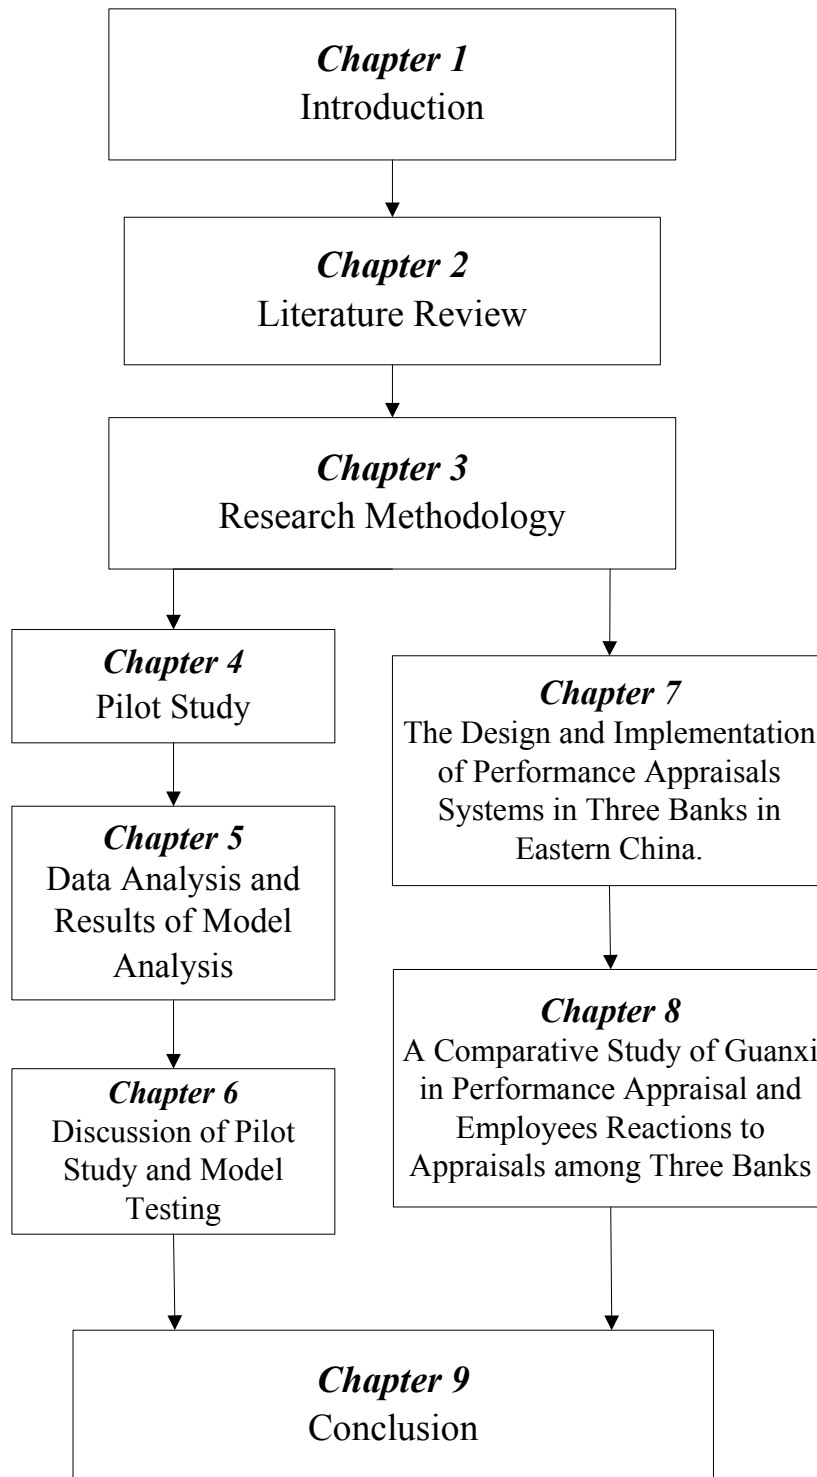 Chapter 1
Introduction
Chapter 2
Literature Review
Chapter 3
Research Methodology
Chapter 4
Pilot Study
Chapter 5
Data Analysis and
Results of Model
Analysis
Chapter 6
Discussion of Pilot
Study and Model
Testing
Chapter 7
The Design and Implementation
of Performance Appraisals
Systems in Three Banks in
Eastern China.
Chapter 8
A Comparative Study of Guanxi
in Performance Appraisal and
Employees Reactions to
Appraisals among Three Banks
Chapter 9
Conclusion